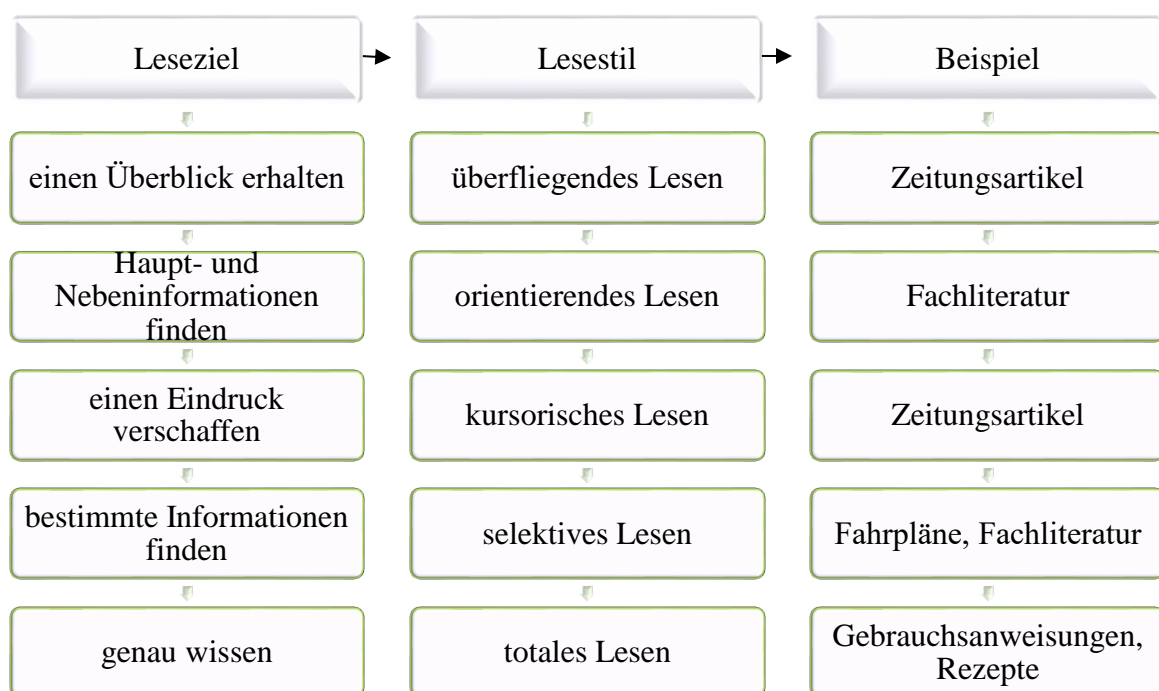 Leseziel
Lesestil
Beispiel
einen Überblick erhalten
überfliegendes Lesen
Zeitungsartikel
Haupt- und
Nebeninformationen
finden
orientierendes Lesen
Fachliteratur
einen Eindruck
verschaffen
kursorisches Lesen
Zeitungsartikel
bestimmte Informationen
finden
selektives Lesen
Fahrpläne, Fachliteratur
genau wissen
totales Lesen
Gebrauchsanweisungen,
Rezepte